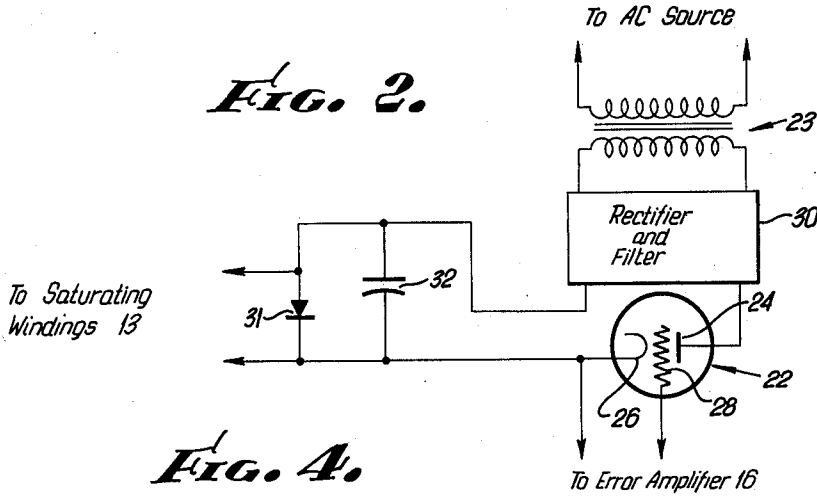 To AC Source
FIG. 2.
23
Rectifier
and
Filter
30
To Saturating
Windings 13
31
32
24
26
28
22
FIG. 4.
To Error Amplifier 16